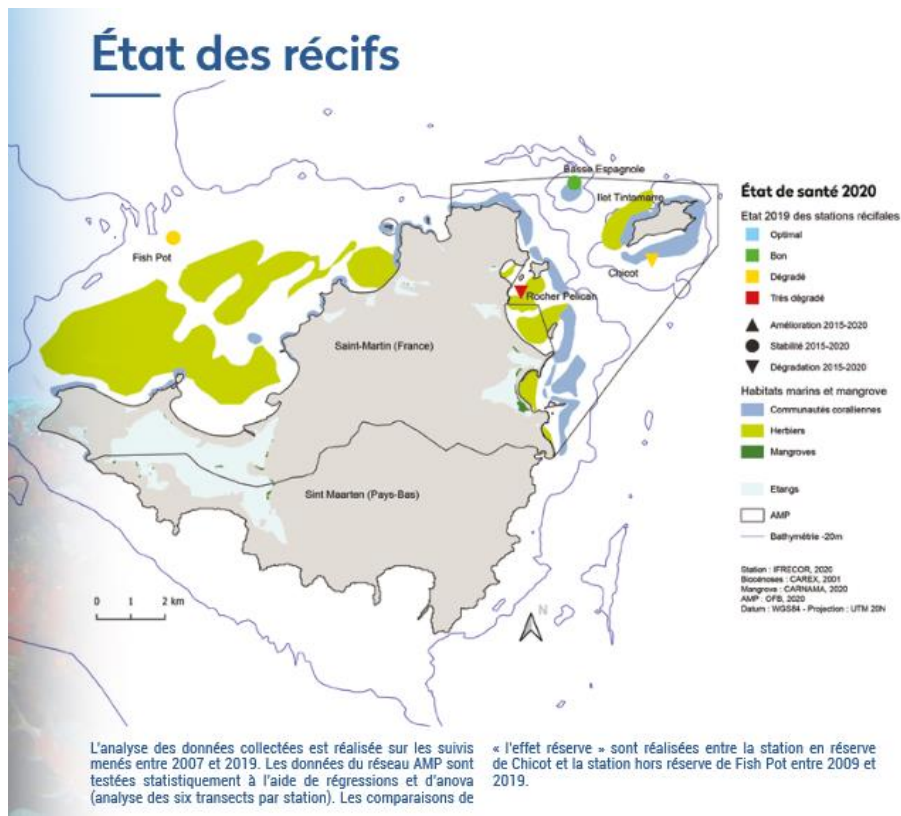 État des récifs
Basse Espagnole
Ilet Tintamarre
Fish Pot
Chicot
Rocher Pelican
Saint-Martin (France)
Sint Maarten (Pays-Bas)
0 1 2 km
N
État de santé 2020
Etat 2019 des stations récifales
Optimal
Bon
Dégradé
Très dégradé
Amélioration 2015-2020
Stabilité 2015-2020
Dégradation 2015-2020
Habitats marins et mangrove
Communautés coralliennes
Herbiers
Mangroves
Etangs
AMP
Bathymétrie -20m
Station : IFRECOR, 2020
Biocénoses : CAREX, 2001
Mangrove : CARNAMA, 2020
AMP : OFB, 2020
Datum : WGS84 - Projection : UTM 20N
L'analyse des données collectées est réalisée sur les suivis
menés entre 2007 et 2019. Les données du réseau AMP sont
testées statistiquement à l'aide de régressions et d'anova
(analyse des six transects par station). Les comparaisons de
« l'effet réserve » sont réalisées entre la station en réserve
de Chicot et la station hors réserve de Fish Pot entre 2009 et
2019.